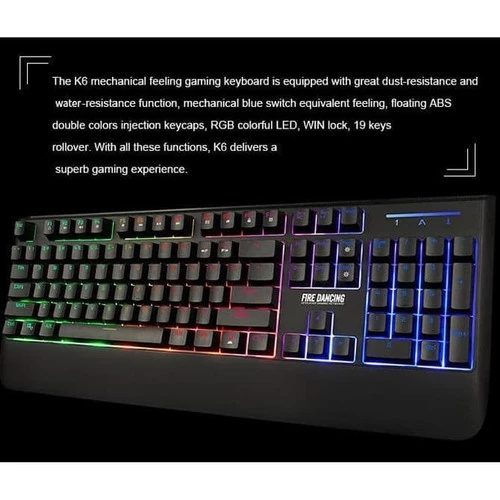 The K6 mechanical feeling gaming keyboard is equipped with great dust-resistance and
water-resistance function, mechanical blue switch equivalent feeling, floating ABS
double colors injection keycaps, RGB colorful LED, WIN lock, 19 keys
rollover. With all these functions, K6 delivers a
superb gaming experience.
1 A
FIRE DANCING